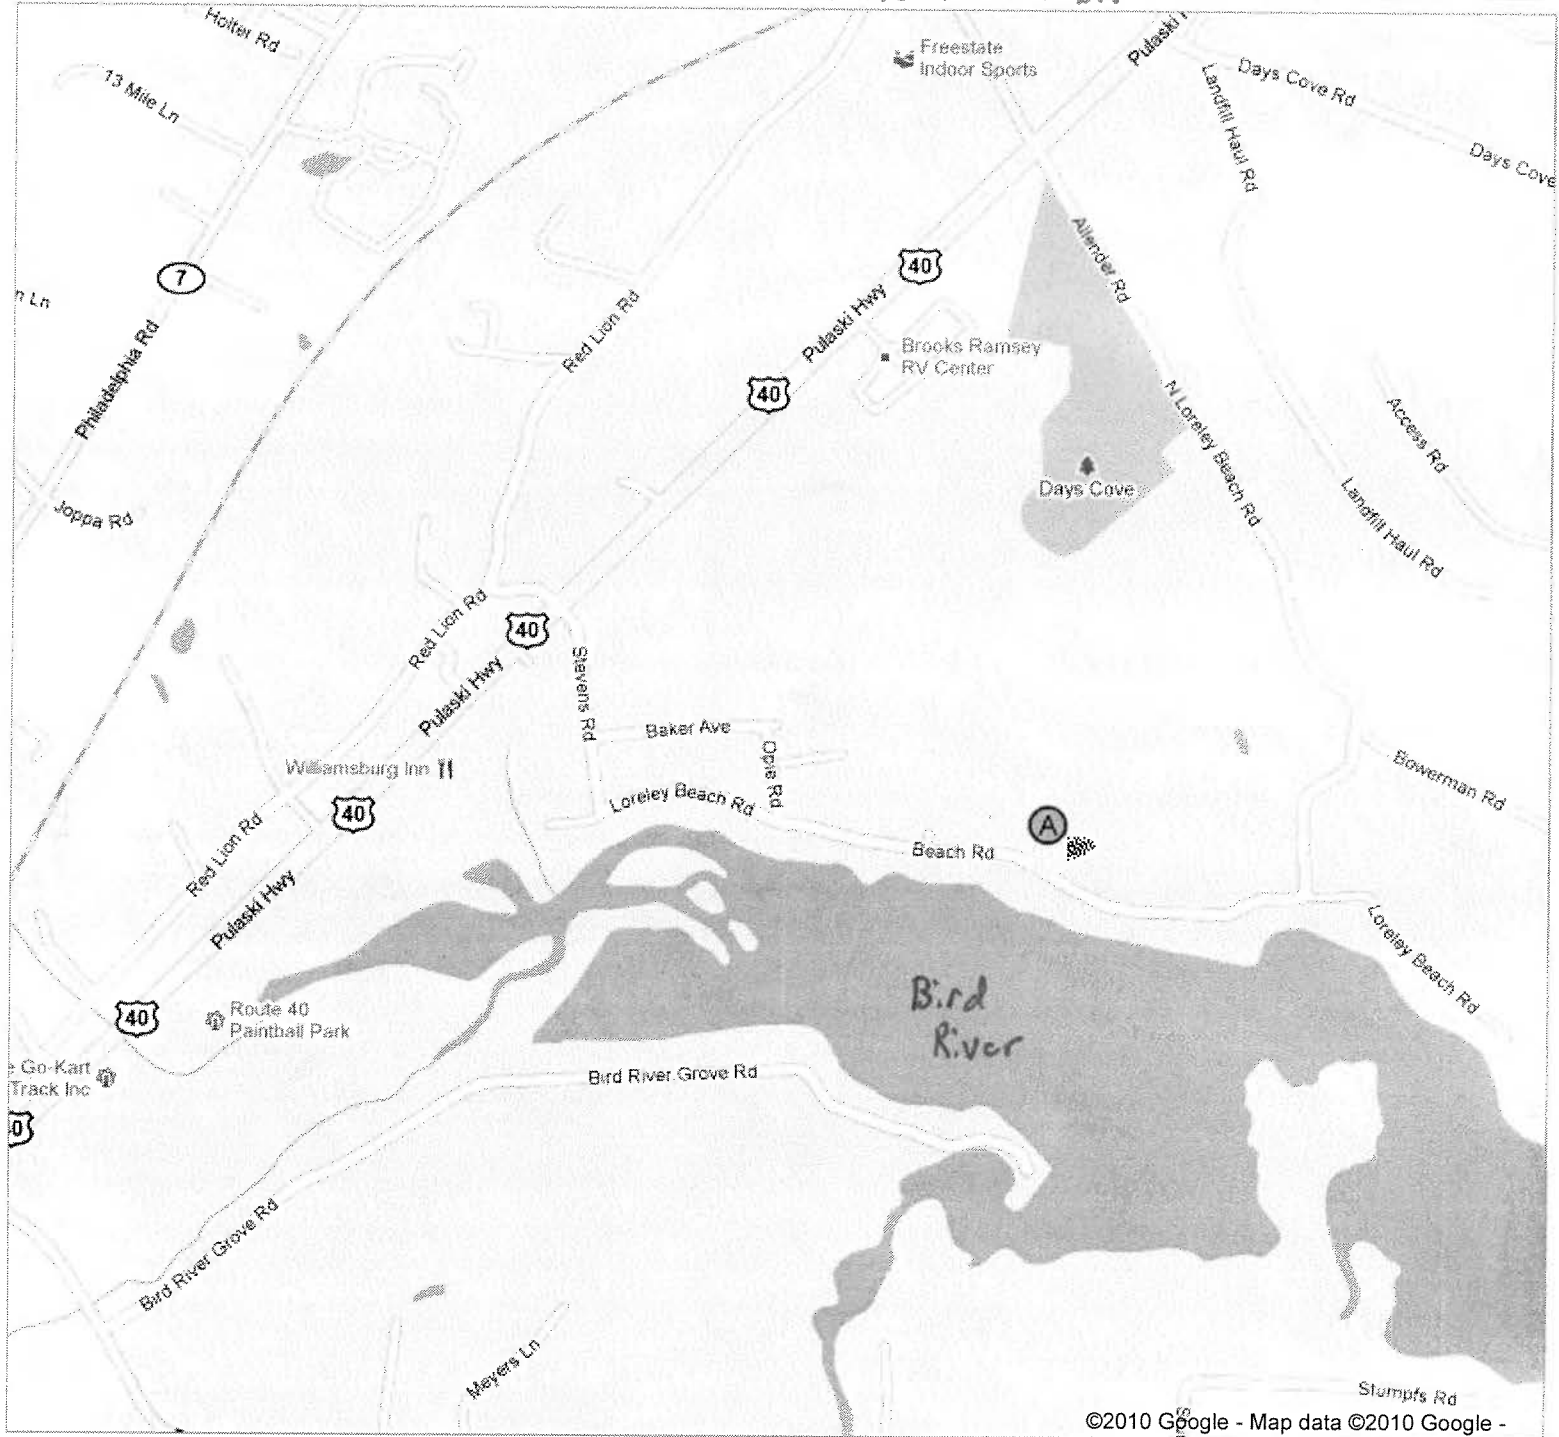 Holter Rd
13 Mile Ln
Freestate
Indoor Sports
Pulaski H
Days Cove Rd
Landfill Haul Rd
Days Cove
7
n Ln
Philadelphia Rd
Red Lion Rd
40
Pulaski Hwy
Allender Rd
Brooks Ramsey
RV Center
40
N Loreley Beach Rd
Access Rd
Days Cove
Landfill Haul Rd
Joppa Rd
Red Lion Rd
40
Pulaski Hwy
Stevens Rd
Baker Ave
Opie Rd
Bowerman Rd
Williamsburg Inn
40
Loreley Beach Rd
A
Beach Rd
Red Lion Rd
Pulaski Hwy
Loreley Beach Rd
Bird
River
40
Route 40
Paintball Park
e Go-Kart
Track Inc
0
Bird River Grove Rd
Bird River Grove Rd
Meyers Ln
Stumpfs Rd
©2010 Google - Map data ©2010 Google -